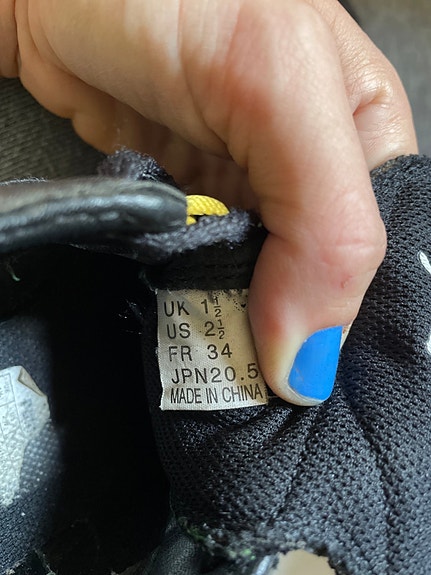 UK 1½
US 2½
FR 34
JPN20.5
MADE IN CHINA